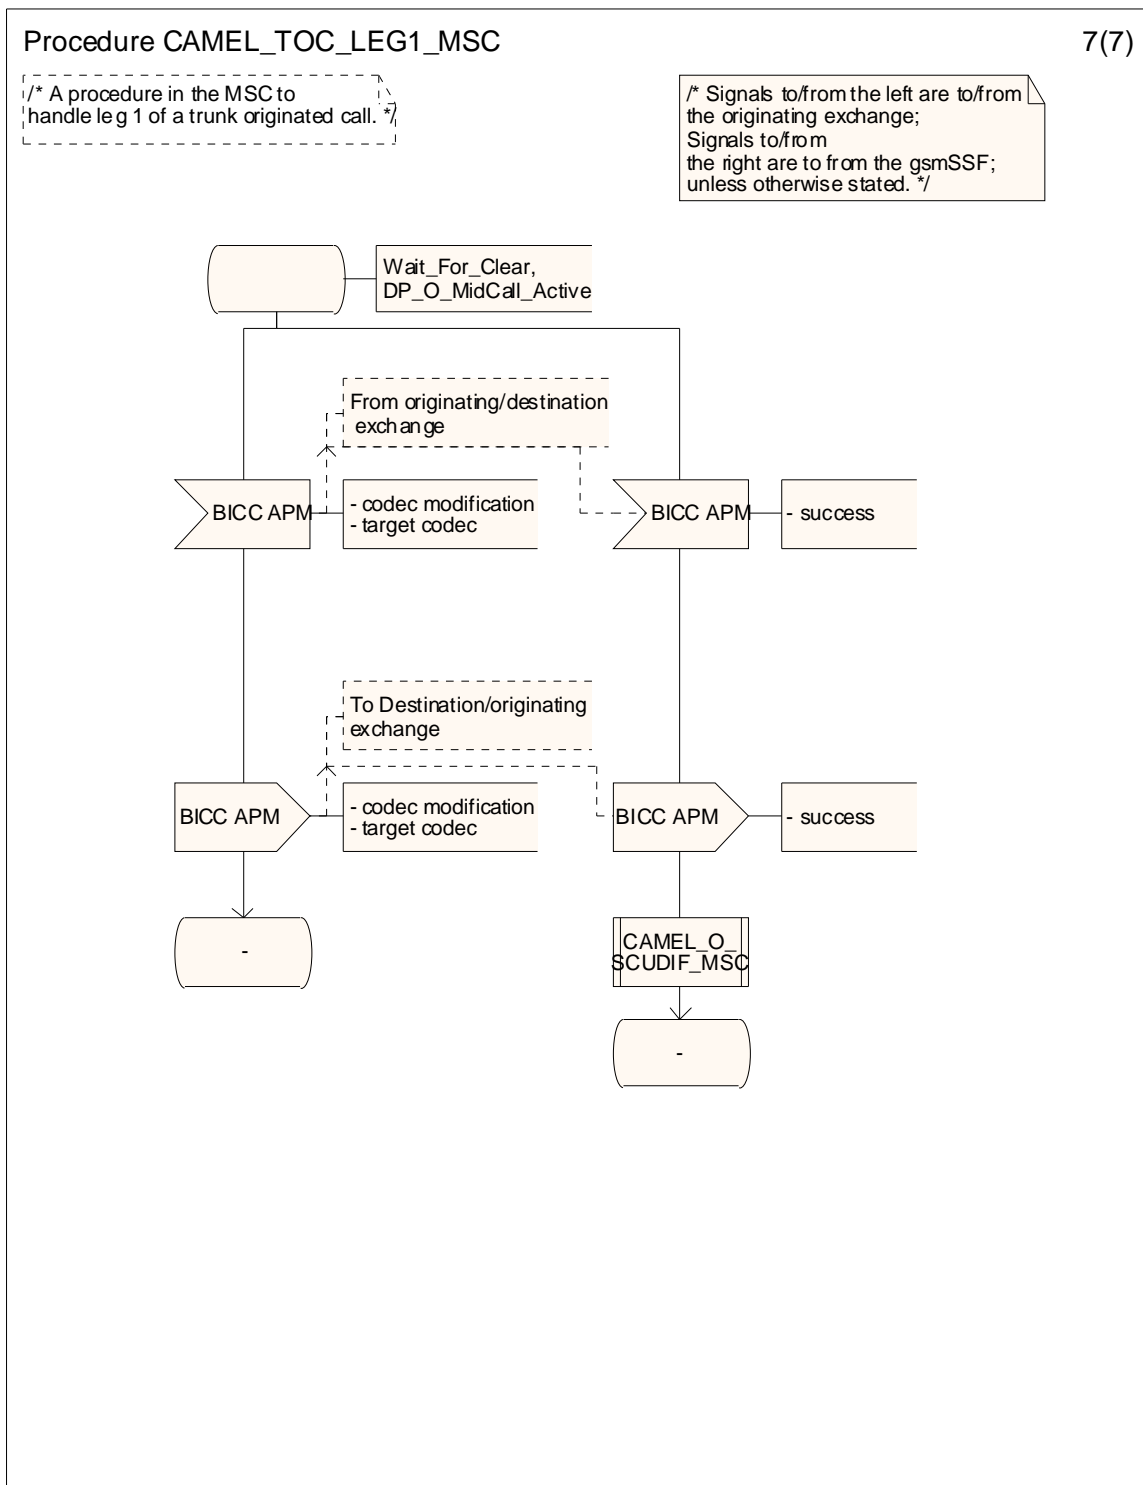 Procedure CAMEL_TOC_LEG1_MSC
7(7)
/* A procedure in the MSC to
handle leg 1 of a trunk originated call. */
/* Signals to/from the left are to/from
the originating exchange;
Signals to/from
the right are to from the gsmSSF;
unless otherwise stated. */
Wait_For_Clear,
DP_O_MidCall_Active
From originating/destination
exchange
BICC APM
- codec modification
- target codec
BICC APM
- success
To Destination/originating
exchange
BICC APM
- codec modification
- target codec
BICC APM
- success
-
CAMEL_O_
SCUDIF_MSC
-